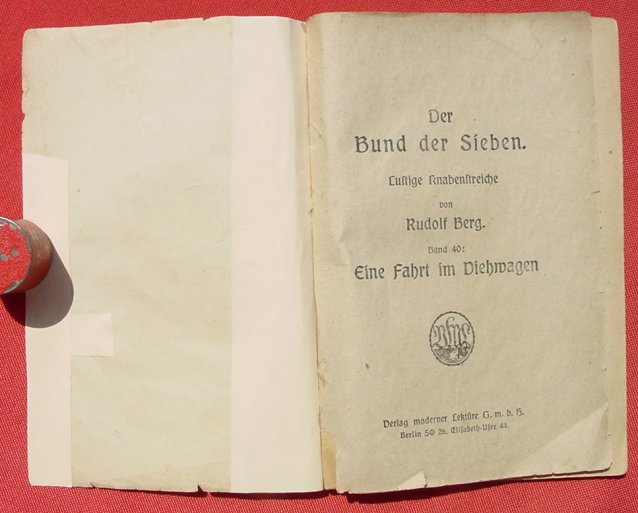 Der
Bund der Sieben.
Lustige Knabenstreiche
von
Rudolf Berg.
Band 40:
Eine Fahrt im Viehwagen
Verlag moderner Lektüre G. m. b. H.
Berlin SO 26, Elisabeth-Ufer 44.